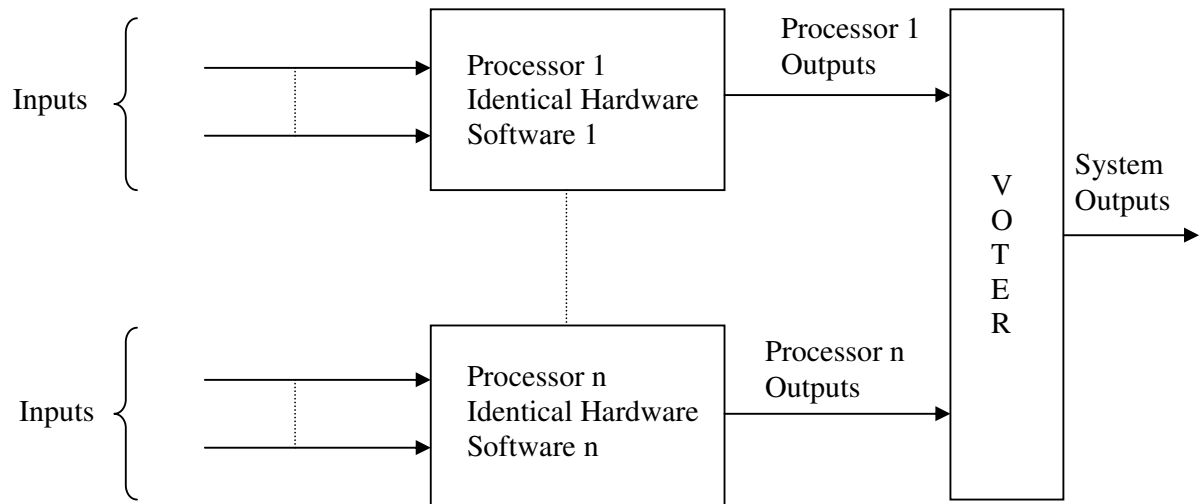 Inputs
Processor 1
Identical Hardware
Software 1
Processor 1
Outputs
V
O
T
E
R
System
Outputs
Inputs
Processor n
Identical Hardware
Software n
Processor n
Outputs